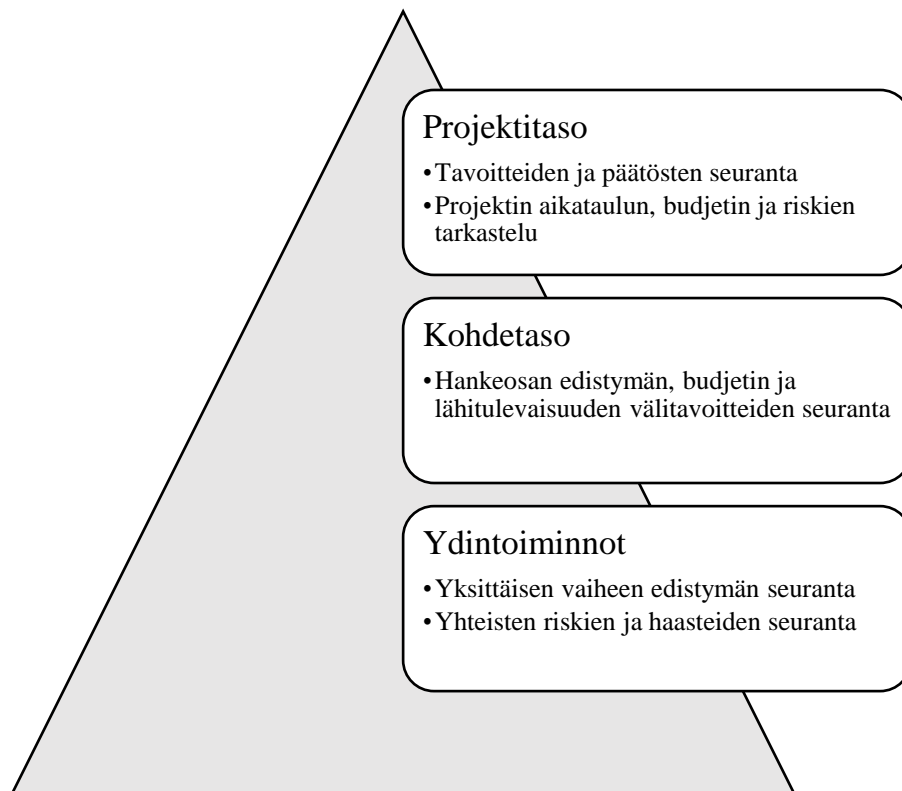 Projektitaso
•Tavoitteiden ja päätösten seuranta
•Projektin aikataulun, budjetin ja riskien
tarkastelu
Kohdetaso
•Hankeosan edistymän, budjetin ja
lähitulevaisuuden välitavoitteiden seuranta
Ydintoiminnot
•Yksittäisen vaiheen edistymän seuranta
•Yhteisten riskien ja haasteiden seuranta